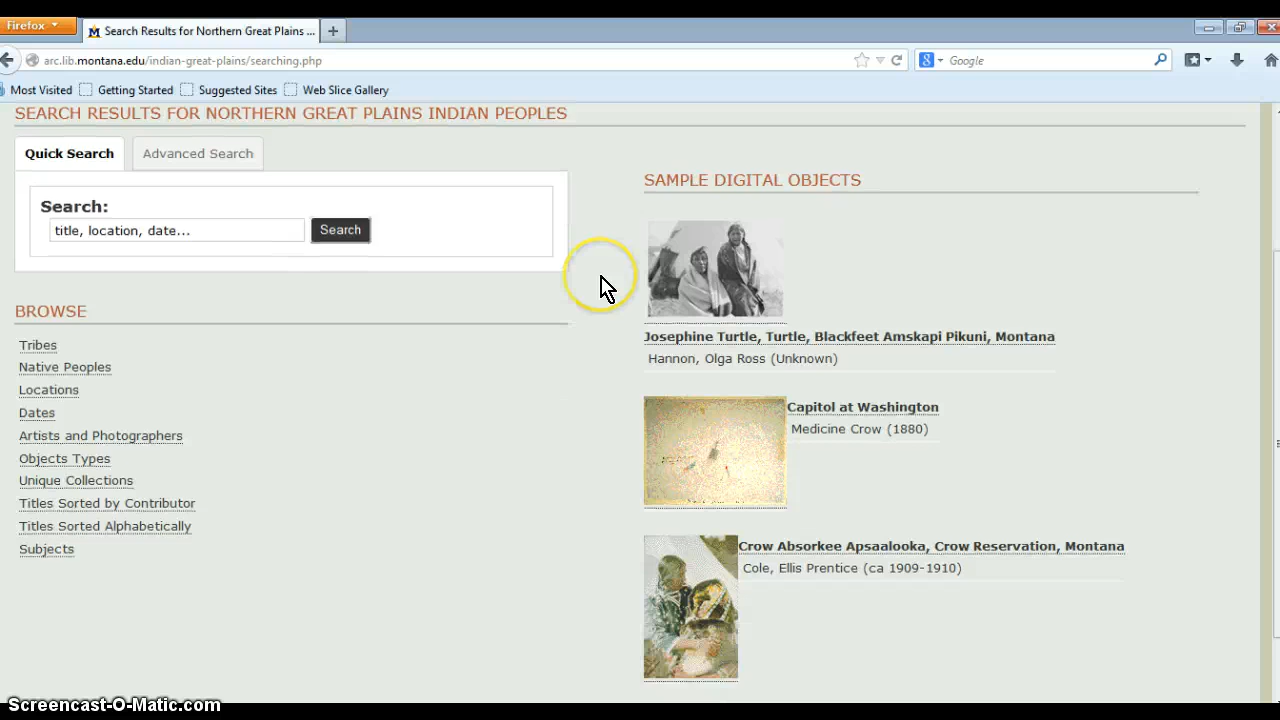 Firefox
Search Results for Northern Great Plains ...
arc.lib.montana.edu/indian-great-plains/searching.php
Google
Most Visited
Getting Started
Suggested Sites
Web Slice Gallery
SEARCH RESULTS FOR NORTHERN GREAT PLAINS INDIAN PEOPLES
Quick Search
Advanced Search
Search:
title, location, date...
Search
BROWSE
Tribes
Native Peoples
Locations
Dates
Artists and Photographers
Objects Types
Unique Collections
Titles Sorted by Contributor
Titles Sorted Alphabetically
Subjects
SAMPLE DIGITAL OBJECTS
Josephine Turtle, Turtle, Blackfeet Amskapi Pikuni, Montana
Hannon, Olga Ross (Unknown)
Capitol at Washington
Medicine Crow (1880)
Crow Absorkee Apsaalooka, Crow Reservation, Montana
Cole, Ellis Prentice (ca 1909-1910)
Screencast-O-Matic.com